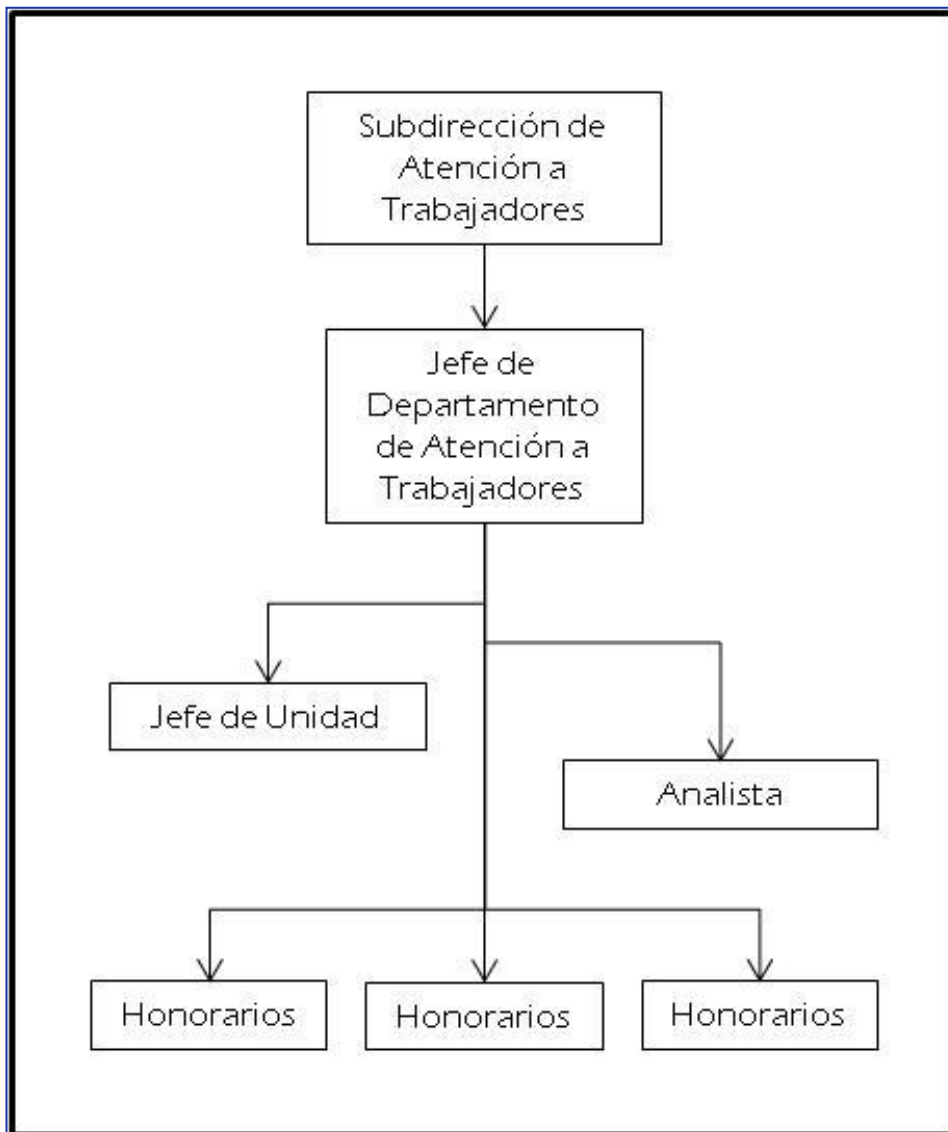 Subdirección de
Atención a
Trabajadores
Jefe de
Departamento
de Atención a
Trabajadores
Jefe de Unidad
Analista
Honorarios
Honorarios
Honorarios